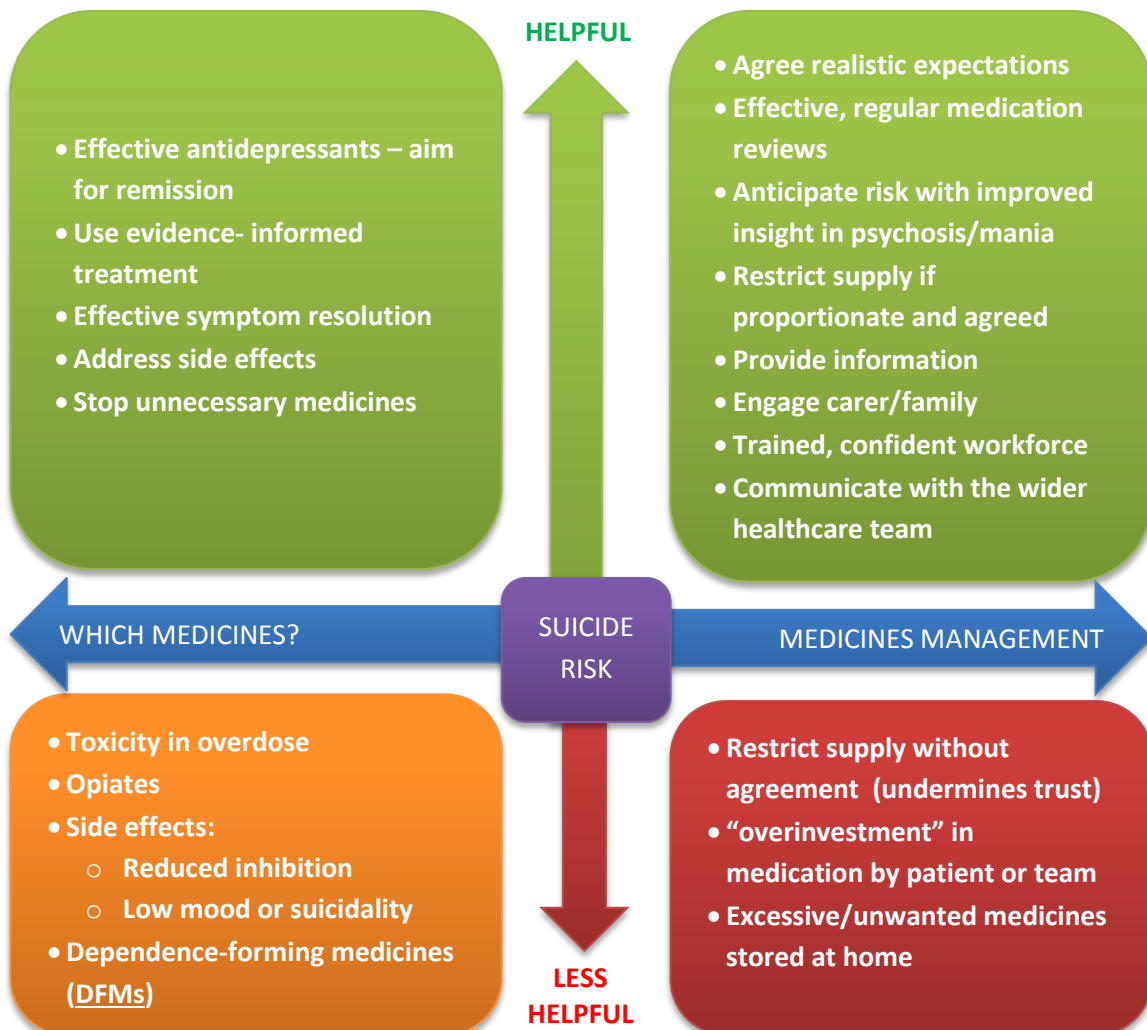 HELPFUL
• Effective antidepressants – aim
for remission
• Use evidence- informed
treatment
• Effective symptom resolution
• Address side effects
• Stop unnecessary medicines
• Agree realistic expectations
• Effective, regular medication
reviews
• Anticipate risk with improved
insight in psychosis/mania
• Restrict supply if
proportionate and agreed
• Provide information
• Engage carer/family
• Trained, confident workforce
• Communicate with the wider
healthcare team
WHICH MEDICINES?
SUICIDE
RISK
MEDICINES MANAGEMENT
• Toxicity in overdose
• Opiates
• Side effects:
o Reduced inhibition
o Low mood or suicidality
• Dependence-forming medicines
(DFMs)
• Restrict supply without
agreement  (undermines trust)
• “overinvestment” in
medication by patient or team
• Excessive/unwanted medicines
stored at home
LESS
HELPFUL